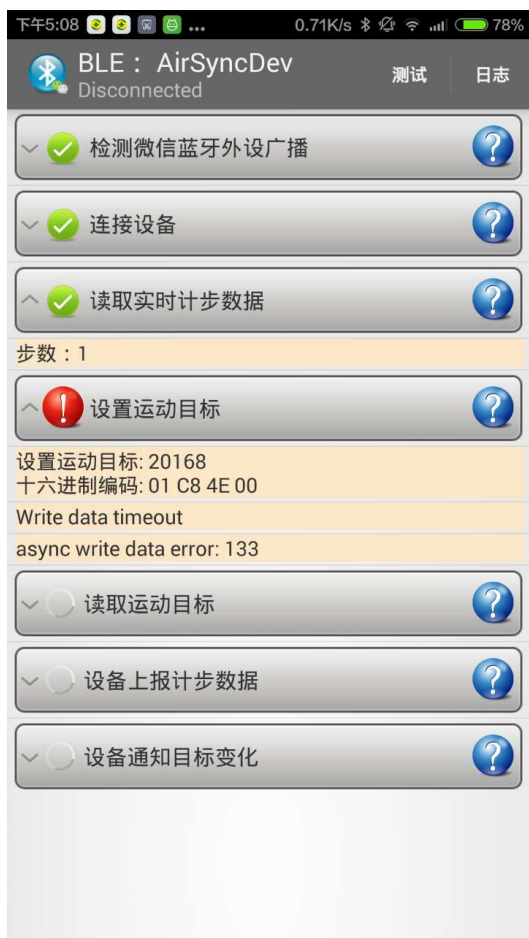 下午5:08 ... 0.71K/s 78%
BLE： AirSyncDev
Disconnected
测试
日志
检测微信蓝牙外设广播
连接设备
读取实时计步数据
步数：1
设置运动目标
设置运动目标: 20168
十六进制编码: 01 C8 4E 00
Write data timeout
async write data error: 133
读取运动目标
设备上报计步数据
设备通知目标变化